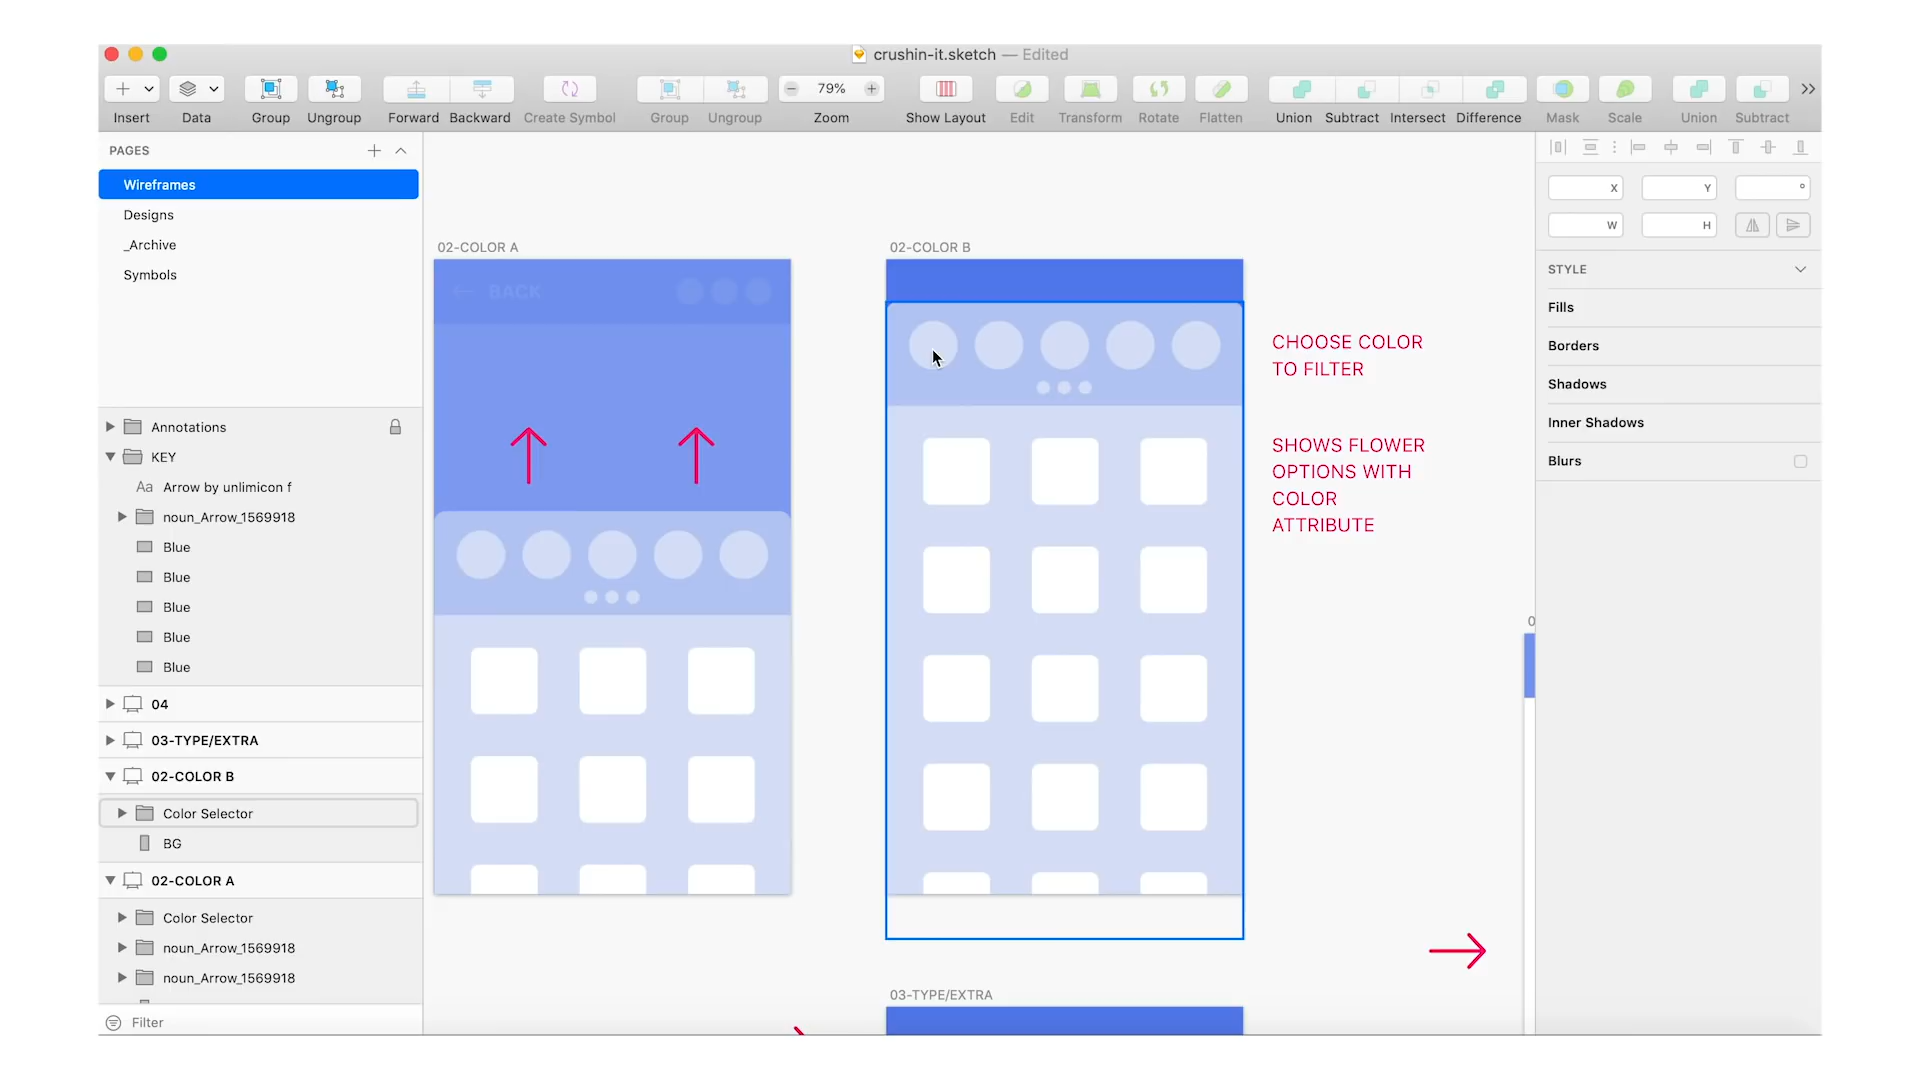 crushin-it.sketch — Edited
79%
Insert Data Group Ungroup Forward Backward Create Symbol Group Ungroup Zoom Show Layout Edit Transform Rotate Flatten Union Subtract Intersect Difference Mask Scale Union Subtract
PAGES
Wireframes
Designs
_Archive
Symbols
Annotations
KEY
Aa Arrow by unlimicon f
noun_Arrow_1569918
Blue
Blue
Blue
Blue
Blue
04
03-TYPE/EXTRA
02-COLOR B
Color Selector
BG
02-COLOR A
Color Selector
noun_Arrow_1569918
noun_Arrow_1569918
Filter
02-COLOR A
BACK
02-COLOR B
CHOOSE COLOR
TO FILTER
SHOWS FLOWER
OPTIONS WITH
COLOR
ATTRIBUTE
03-TYPE/EXTRA
0
X Y °
W H
STYLE
Fills
Borders
Shadows
Inner Shadows
Blurs